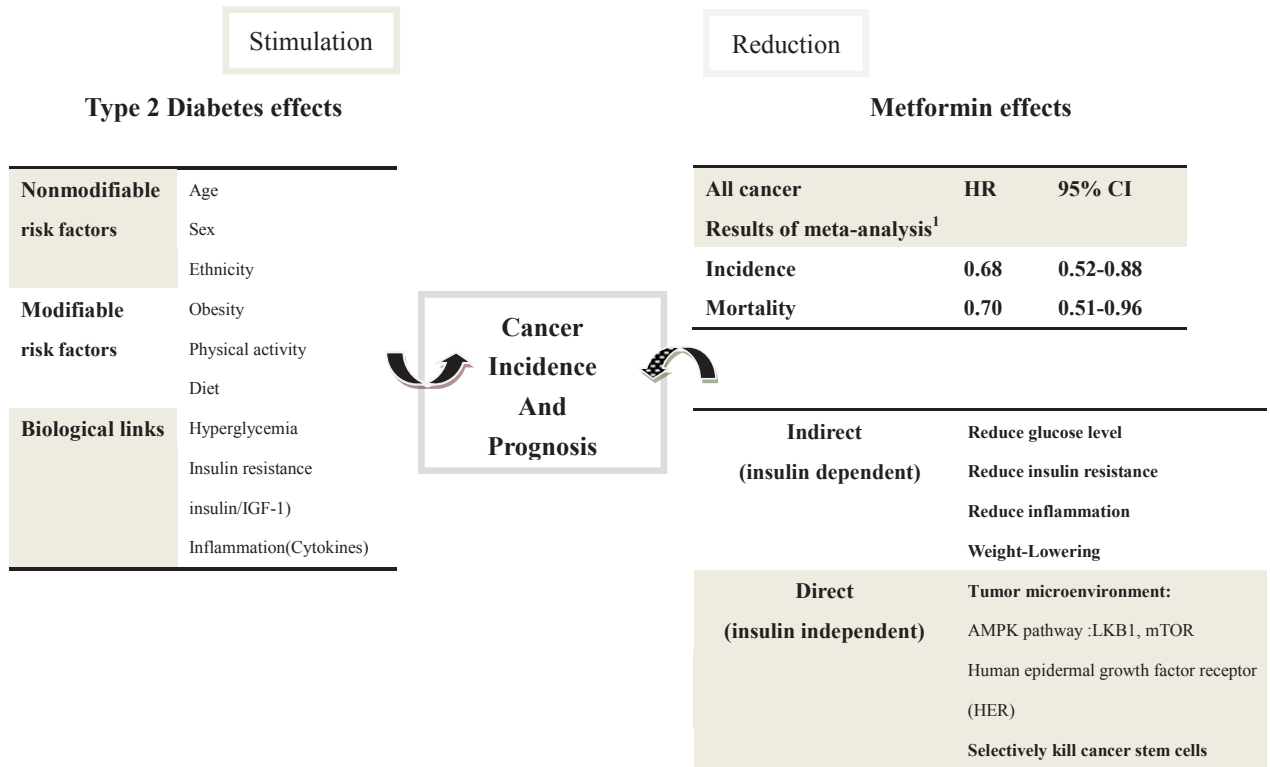 Stimulation
Reduction
Type 2 Diabetes effects
Metformin effects
Nonmodifiable risk factors
Age
Sex
Ethnicity
Modifiable risk factors
Obesity
Physical activity
Diet
Biological links
Hyperglycemia
Insulin resistance
insulin/IGF-1)
Inflammation(Cytokines)
Cancer
Incidence
And
Prognosis
All cancer HR 95% CI
Results of meta-analysis1
Incidence 0.68 0.52-0.88
Mortality 0.70 0.51-0.96
Indirect
(insulin dependent)
Reduce glucose level
Reduce insulin resistance
Reduce inflammation
Weight-Lowering
Direct
(insulin independent)
Tumor microenvironment:
AMPK pathway :LKB1, mTOR
Human epidermal growth factor receptor
(HER)
Selectively kill cancer stem cells